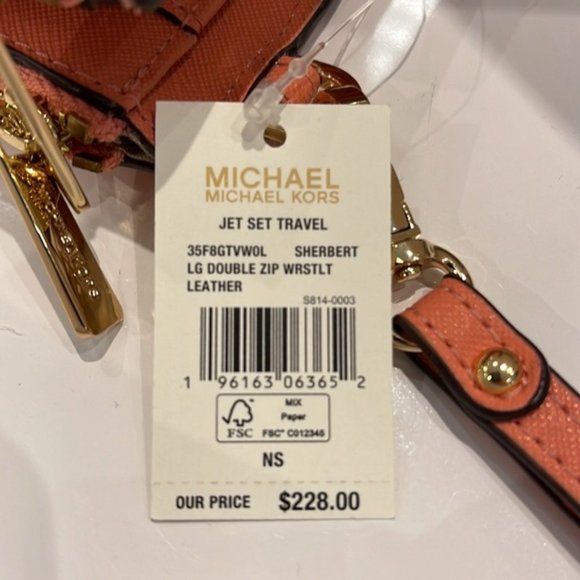 MICHAEL
MICHAEL KORS
JET SET TRAVEL
35F8GTVW0L SHERBERT
LG DOUBLE ZIP WRSTLT
LEATHER
S814-0003
1 96163 06365 2
FSC
MIX
Paper
FSC® C012345
NS
OUR PRICE $228.00